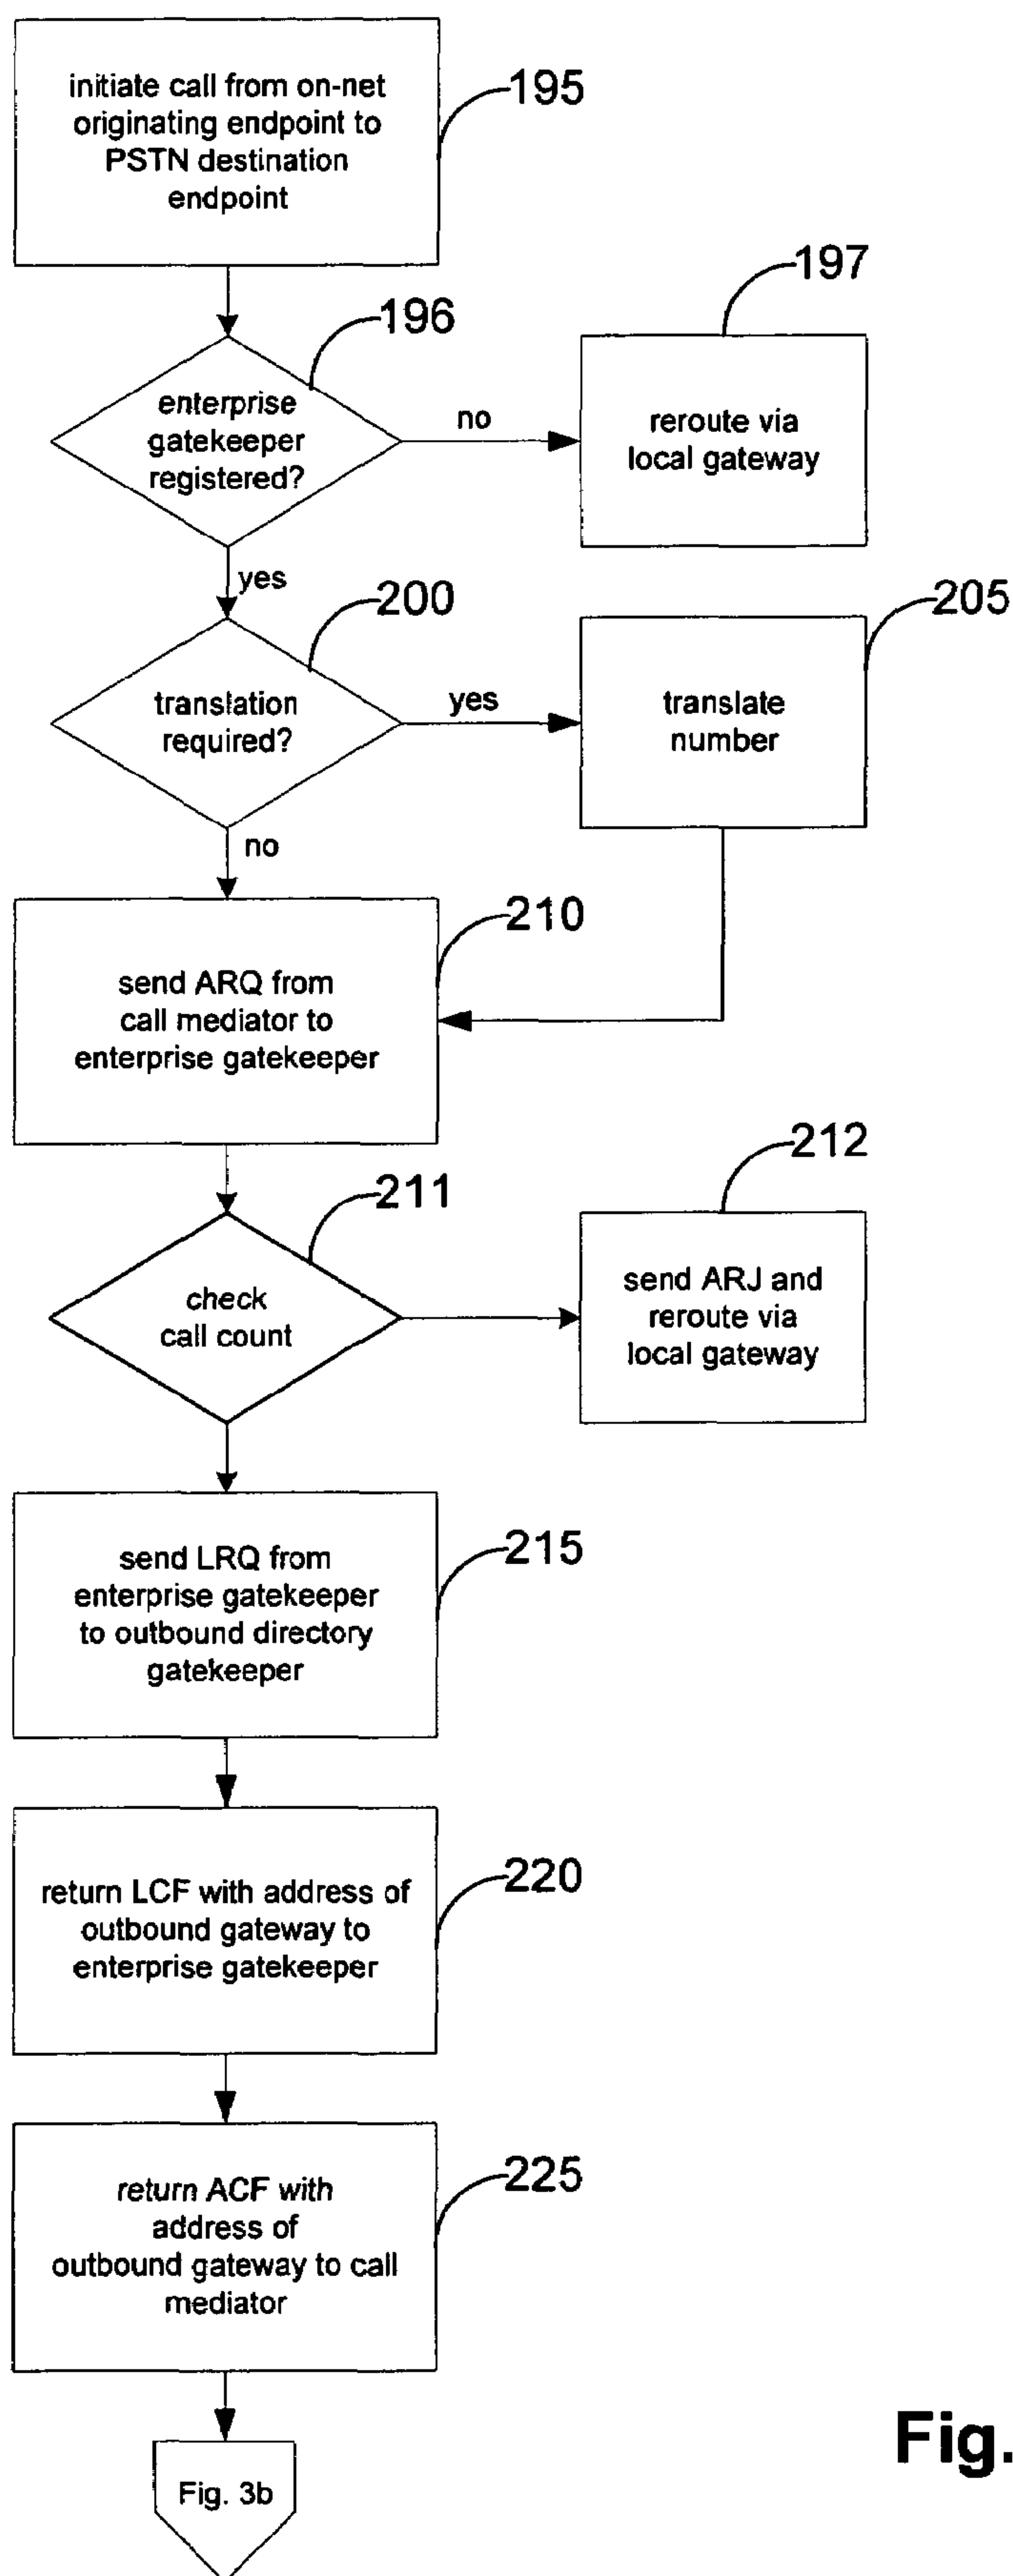 initiate call from on-net
originating endpoint to
PSTN destination
endpoint
195
196
197
enterprise
gatekeeper
registered?
no
reroute via
local gateway
yes
200
205
translation
required?
yes
translate
number
no
210
send ARQ from
call mediator to
enterprise gatekeeper
211
212
check
call count
send ARJ and
reroute via
local gateway
215
send LRQ from
enterprise gatekeeper
to outbound directory
gatekeeper
220
return LCF with address of
outbound gateway to
enterprise gatekeeper
225
return ACF with
address of
outbound gateway to call
mediator
Fig.
Fig. 3b